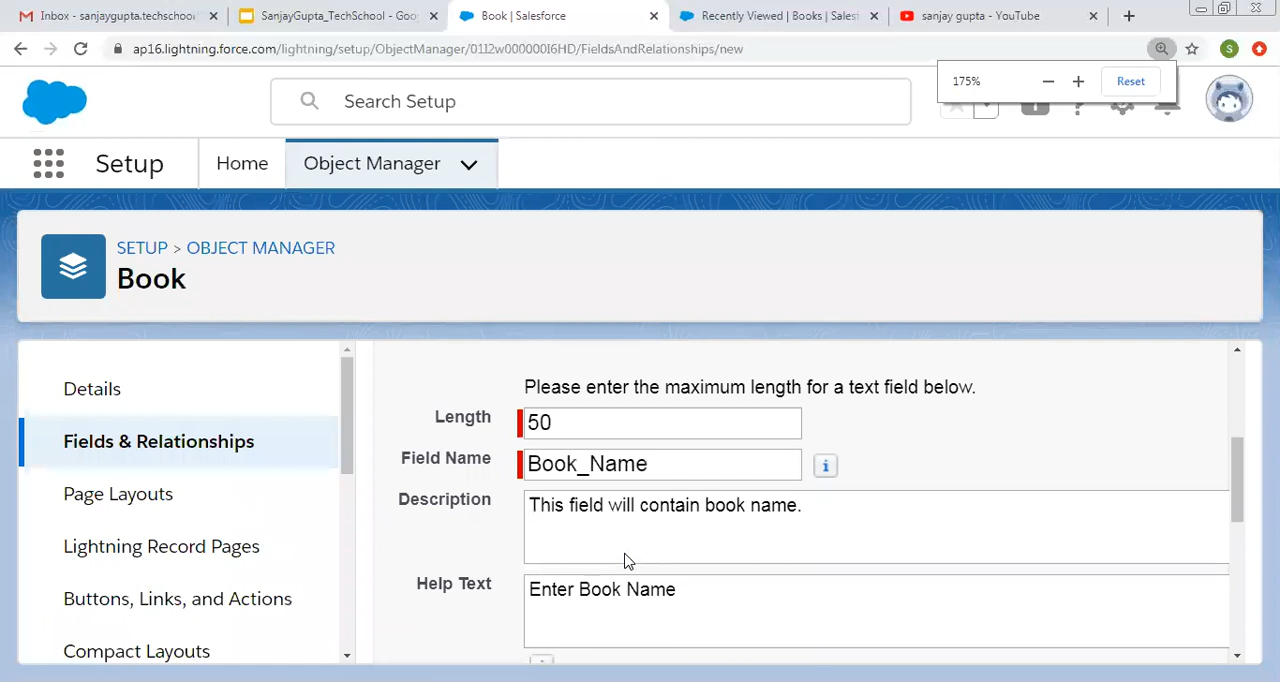 Inbox - sanjaygupta.techschool
SanjayGupta_TechSchool - Goo
Book | Salesforce
Recently Viewed | Books | Salesf
sanjay gupta - YouTube
ap16.lightning.force.com/lightning/setup/ObjectManager/01I2w000000I6HD/FieldsAndRelationships/new
S
175%
Reset
Search Setup
Setup
Home
Object Manager
SETUP > OBJECT MANAGER
Book
Details
Fields & Relationships
Page Layouts
Lightning Record Pages
Buttons, Links, and Actions
Compact Layouts
Please enter the maximum length for a text field below.
Length 50
Field Name Book_Name
Description This field will contain book name.
Help Text Enter Book Name